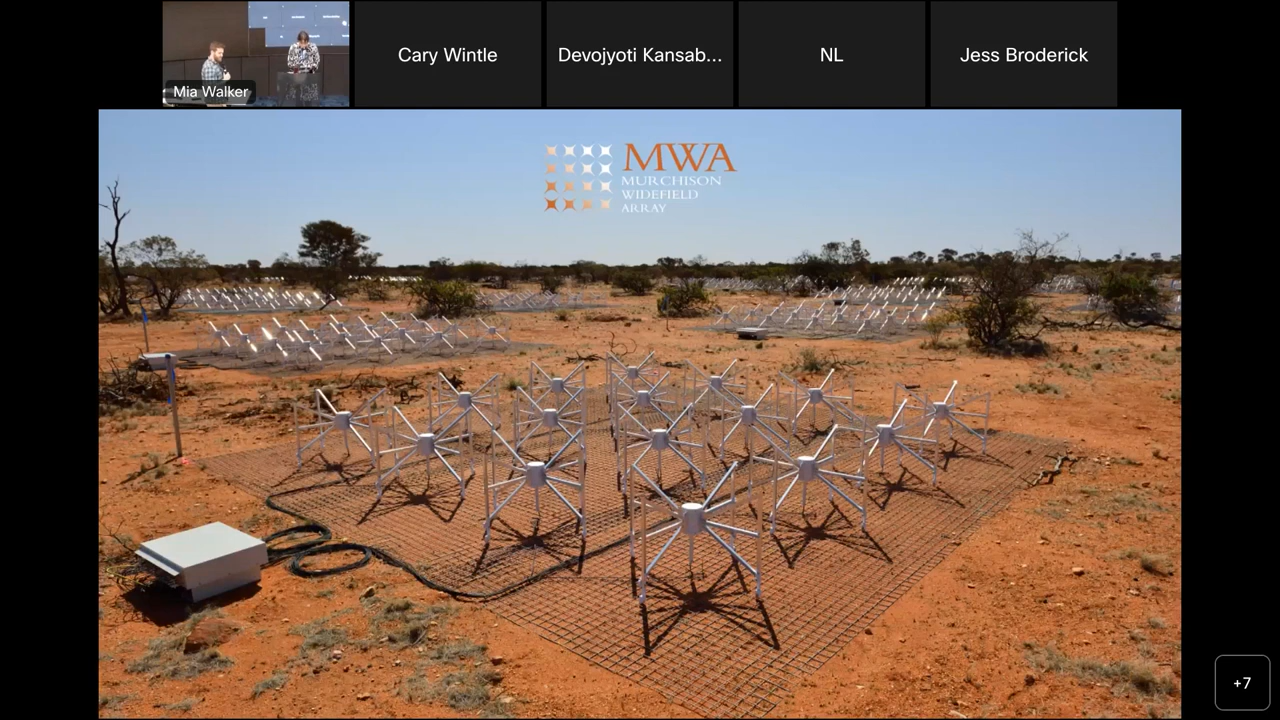 Mia Walker
Cary Wintle
Devojyoti Kansab...
NL
Jess Broderick
MWA
MURCHISON
WIDEFIELD
ARRAY
+7